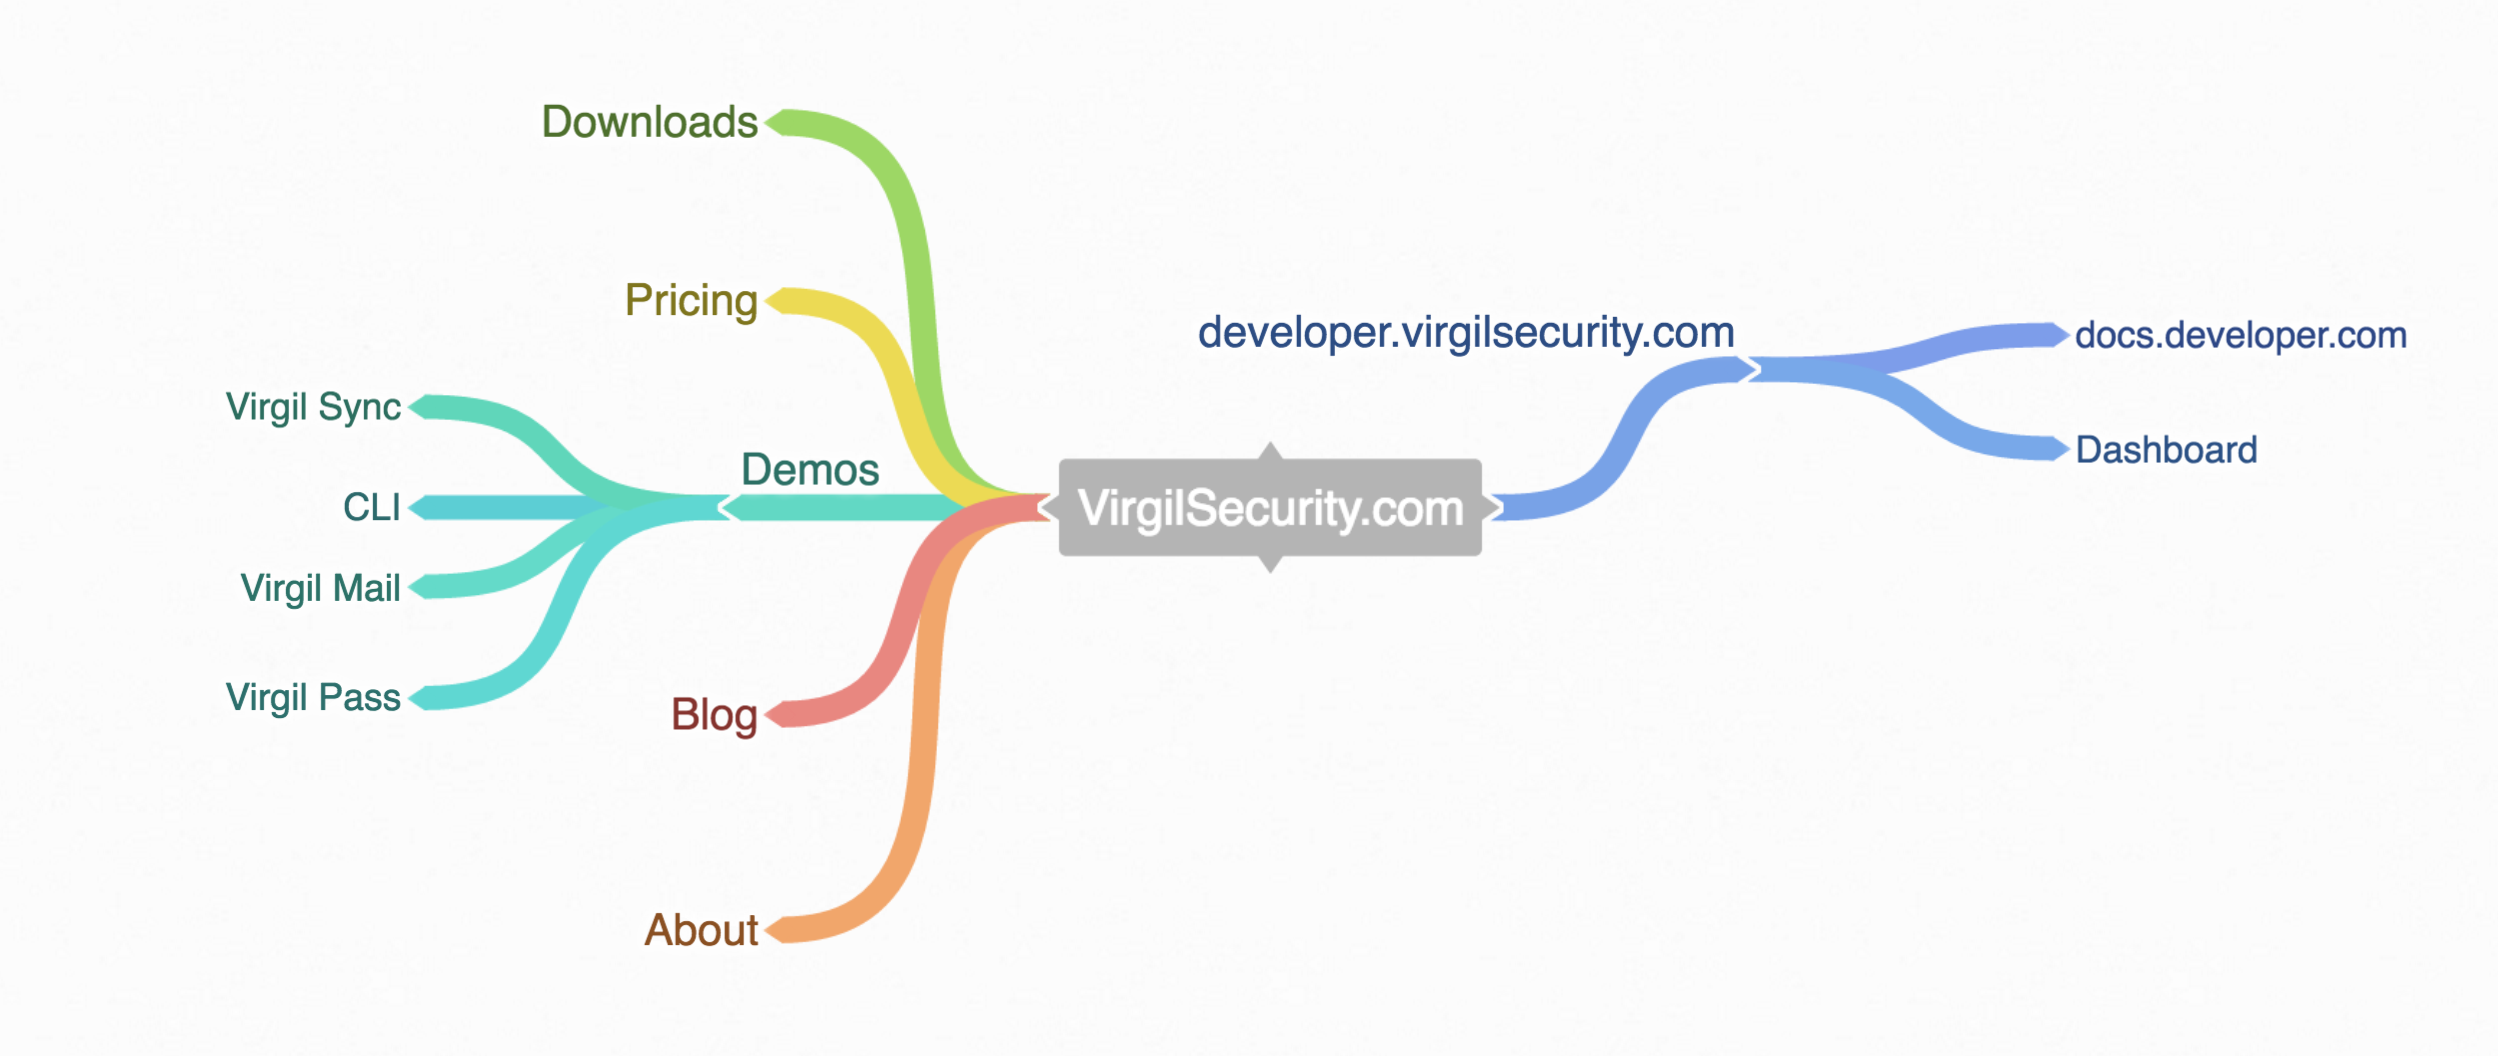 Downloads
Pricing
developer.virgilsecurity.com
docs.developer.com
Virgil Sync
Demos
Dashboard
CLI
VirgilSecurity.com
Virgil Mail
Virgil Pass
Blog
About